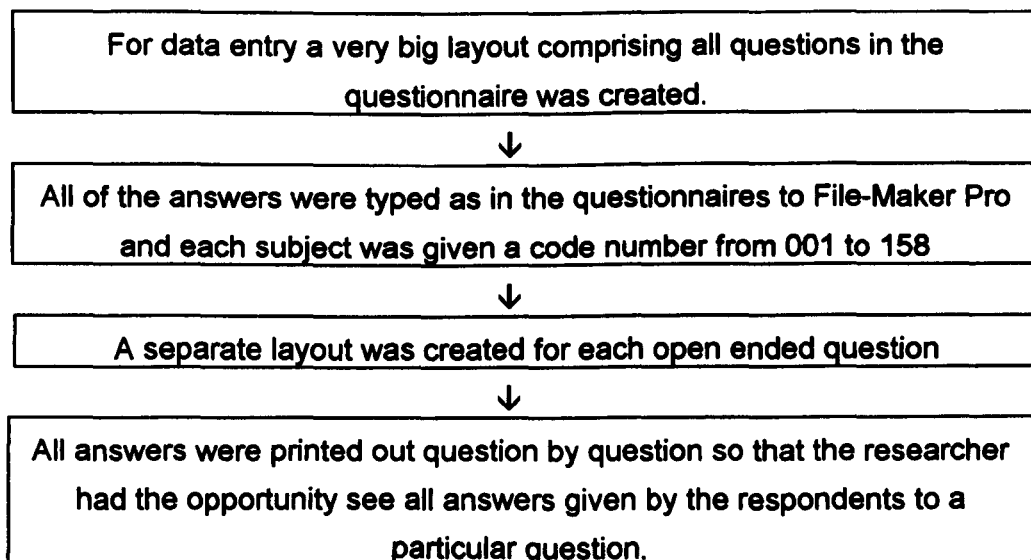 For data entry a very big layout comprising all questions in the
questionnaire was created.
↓
All of the answers were typed as in the questionnaires to File-Maker Pro
and each subject was given a code number from 001 to 158
↓
A separate layout was created for each open ended question
↓
All answers were printed out question by question so that the researcher
had the opportunity see all answers given by the respondents to a
particular question.